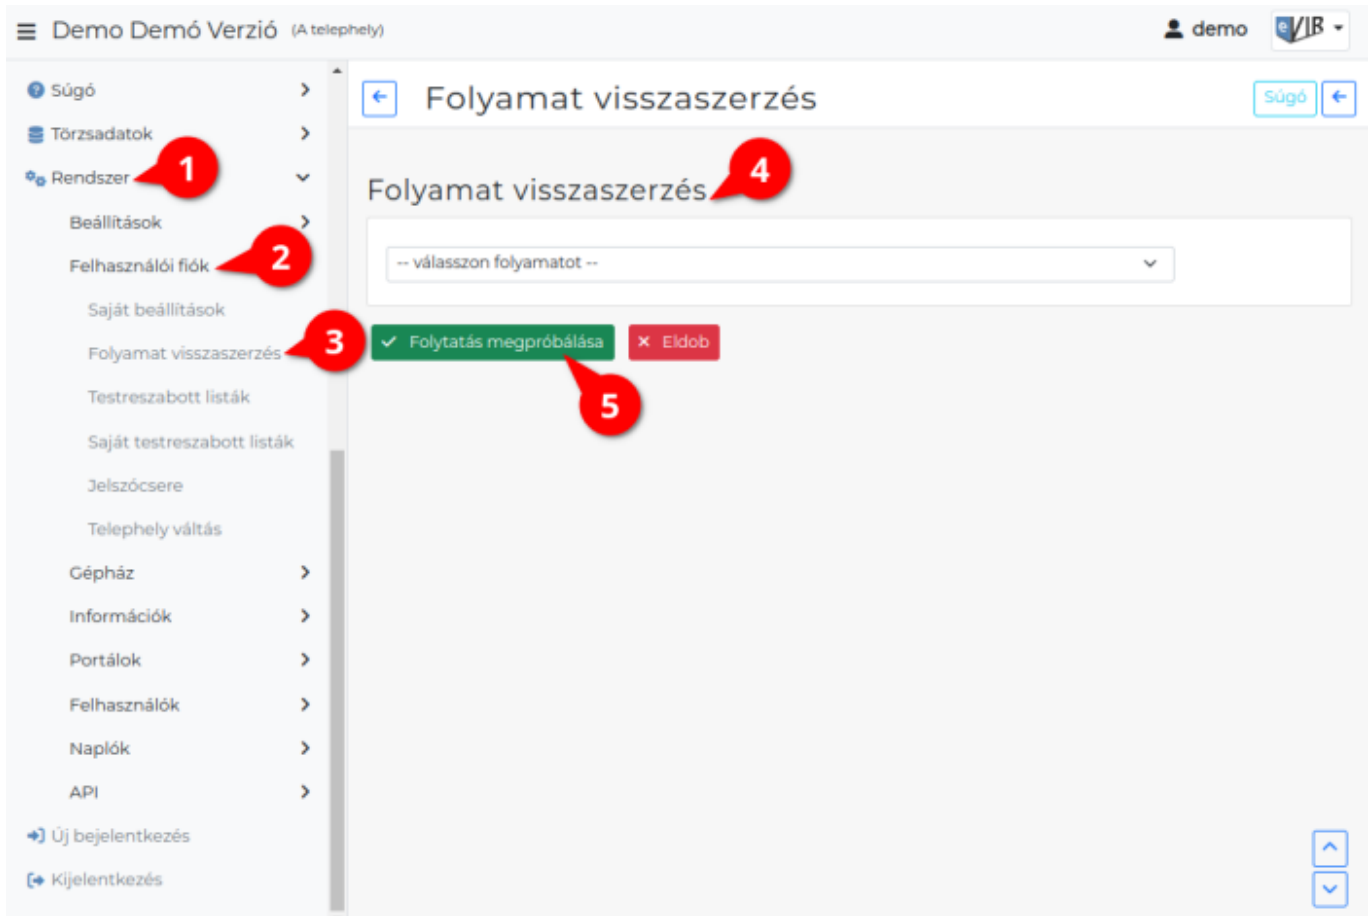 Demo Demó Verzió (A telephely)
demo
eVIR
Súgó
Törzsadatok
Rendszer
1
Beállítások
Felhasználói fiók
2
Saját beállítások
Folyamat visszaszerzés
3
Testreszabott listák
Saját testreszabott listák
Jelszócsere
Telephely váltás
Gépház
Információk
Portálok
Felhasználók
Naplók
API
Új bejelentkezés
Kijelentkezés
Folyamat visszaszerzés
Súgó
Folyamat visszaszerzés
4
-- válasszon folyamatot --
Folytatás megpróbálása
Eldob
5